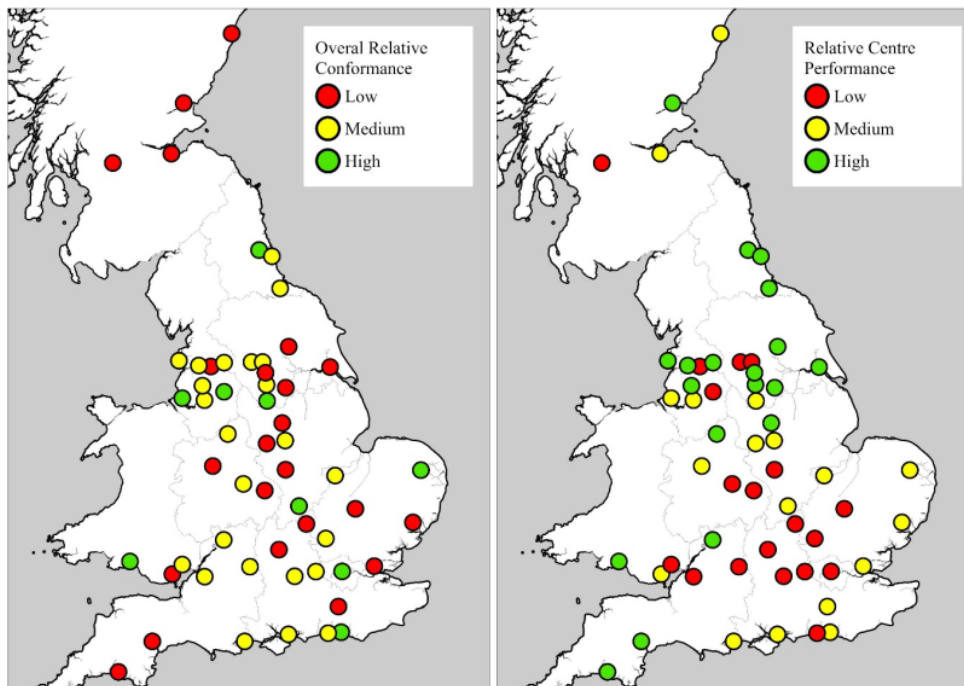 Overal Relative
Conformance
Low
Medium
High
Relative Centre
Performance
Low
Medium
High